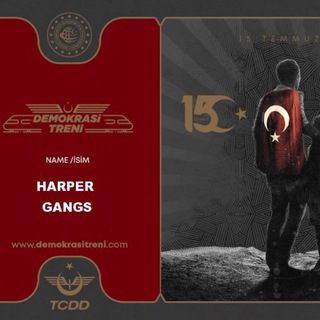 DEMOKRASİ
TRENİ
NAME /İSİM
HARPER
GANGS
www.demokrasitreni.com
TCDD
15 TEMMUZ
15